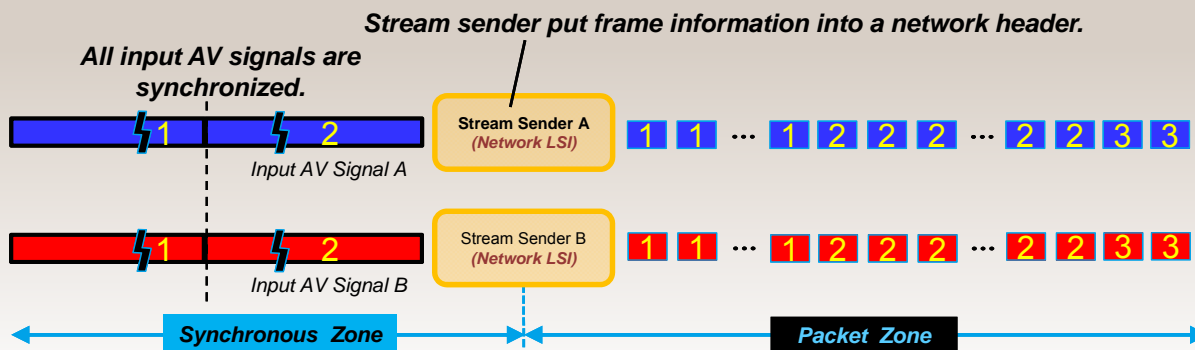 Stream sender put frame information into a network header.
All input AV signals are
synchronized.
1 2
Input AV Signal A
Stream Sender A
(Network LSI)
1 1 ... 1 2 2 2 ... 2 2 3 3
1 2
Input AV Signal B
Stream Sender B
(Network LSI)
1 1 ... 1 2 2 2 ... 2 2 3 3
Synchronous Zone
Packet Zone